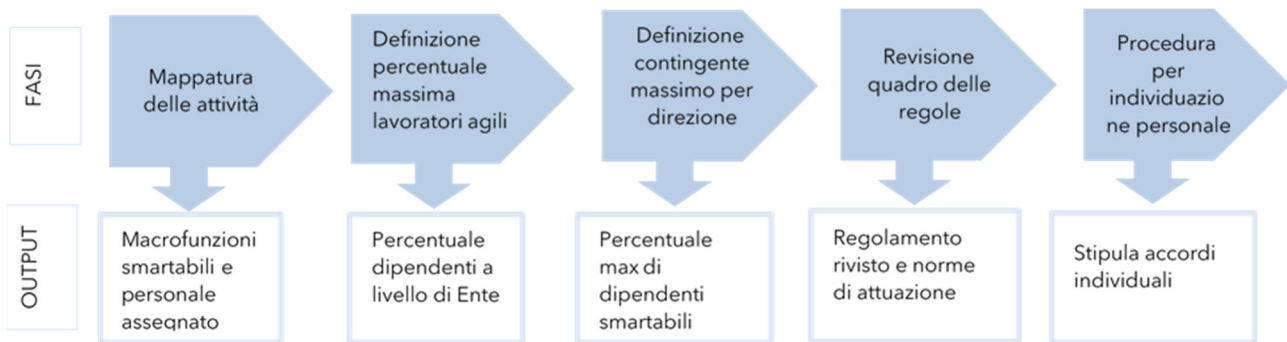 FASI
Mappatura
delle attività
Definizione
percentuale
massima
lavoratori agili
Definizione
contingente
massimo per
direzione
Revisione
quadro delle
regole
Procedura
per
individuazio
ne personale
OUTPUT
Macrofunzioni
smartabili e
personale
assegnato
Percentuale
dipendenti a
livello di Ente
Percentuale
max di
dipendenti
smartabili
Regolamento
rivisto e norme
di attuazione
Stipula accordi
individuali